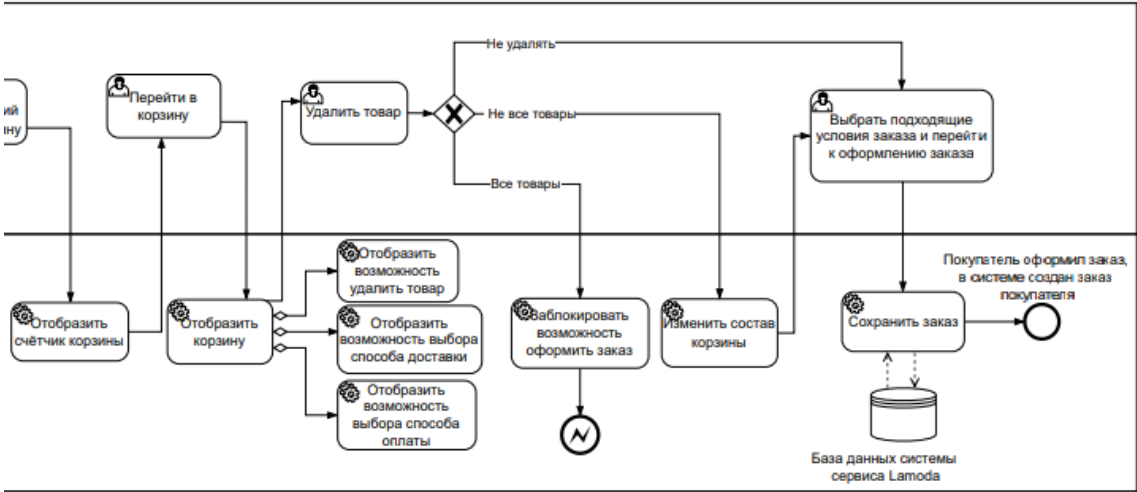 ий
ну
Перейти в
корзину
Удалить товар
Не удалять
Не все товары
Все товары
Выбрать подходящие
условия заказа и перейти
к оформлению заказа
Отобразить
счётчик корзины
Отобразить
корзину
Отобразить
возможность
удалить товар
Отобразить
возможность выбора
способа доставки
Отобразить
возможность
выбора способа
оплаты
Заблокировать
возможность
оформить заказ
Изменить состав
корзины
Сохранить заказ
Покупатель оформил заказ,
в системе создан заказ
покупателя
База данных системы
сервиса Lamoda